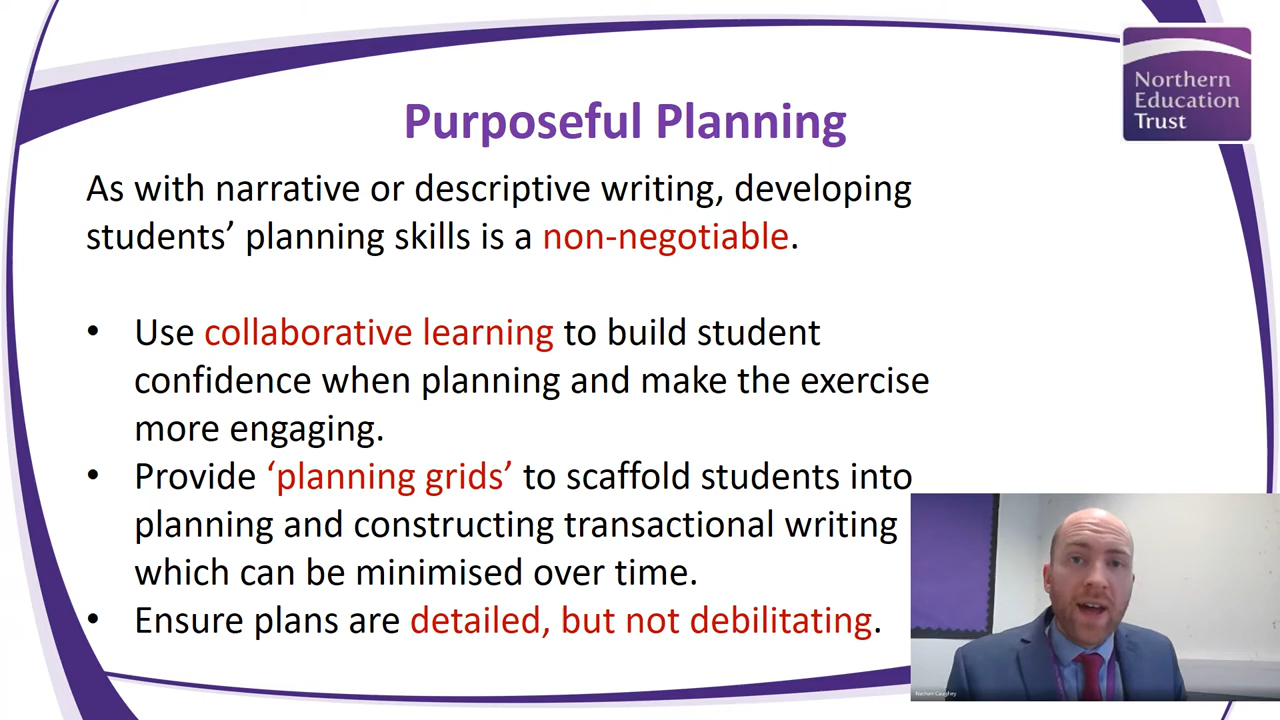 Northern
Education
Trust
Purposeful Planning
As with narrative or descriptive writing, developing
students’ planning skills is a non-negotiable.
• Use collaborative learning to build student
confidence when planning and make the exercise
more engaging.
• Provide ‘planning grids’ to scaffold students into
planning and constructing transactional writing
which can be minimised over time.
• Ensure plans are detailed, but not debilitating.
Nathan Caughey